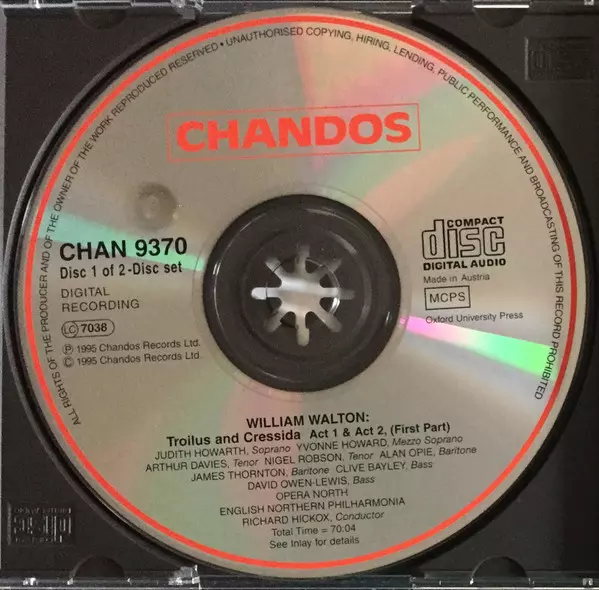 ALL RIGHTS OF THE PRODUCER AND OF THE OWNER OF THE WORK REPRODUCED RESERVED • UNAUTHORISED COPYING, HIRING, LENDING, PUBLIC PERFORMANCE AND BROADCASTING OF THIS RECORD PROHIBITED
CHANDOS
CHAN 9370
Disc 1 of 2-Disc set
DIGITAL
RECORDING
LC 7038
℗ 1995 Chandos Records Ltd.
© 1995 Chandos Records Ltd.
COMPACT
disc
DIGITAL AUDIO
Made in Austria
MCPS
Oxford University Press
WILLIAM WALTON:
Troilus and Cressida Act 1 & Act 2, (First Part)
JUDITH HOWARTH, Soprano YVONNE HOWARD, Mezzo Soprano
ARTHUR DAVIES, Tenor NIGEL ROBSON, Tenor ALAN OPIE, Baritone
JAMES THORNTON, Baritone CLIVE BAYLEY, Bass
DAVID OWEN-LEWIS, Bass
OPERA NORTH
ENGLISH NORTHERN PHILHARMONIA
RICHARD HICKOX, Conductor
Total Time = 70:04
See Inlay for details